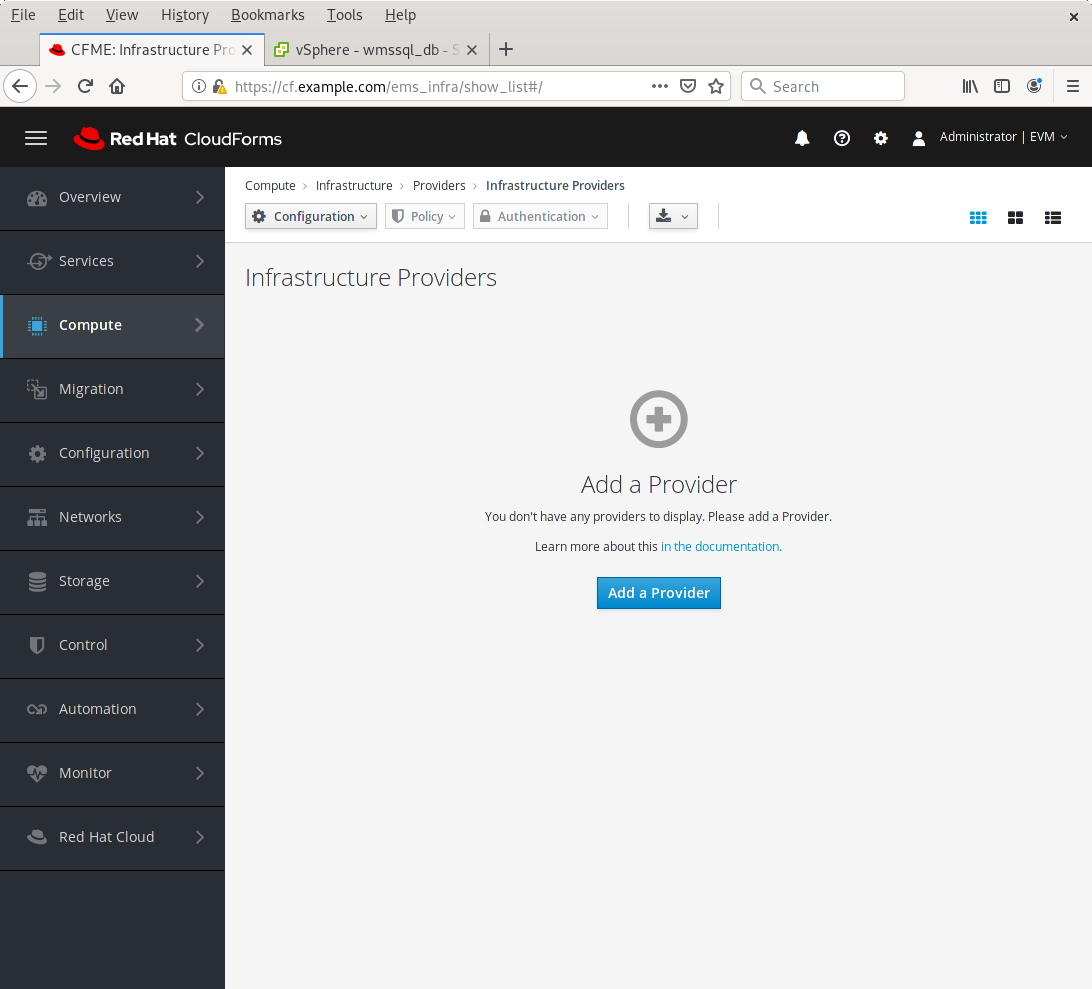 File Edit View History Bookmarks Tools Help
CFME: Infrastructure Pro
vSphere - wmssql_db - S
https://cf.example.com/ems_infra/show_list#/
Search
Red Hat CloudForms
Administrator | EVM
Overview
Services
Compute
Migration
Configuration
Networks
Storage
Control
Automation
Monitor
Red Hat Cloud
Compute Infrastructure Providers Infrastructure Providers
Configuration Policy Authentication
Infrastructure Providers
Add a Provider
You don't have any providers to display. Please add a Provider.
Learn more about this in the documentation.
Add a Provider